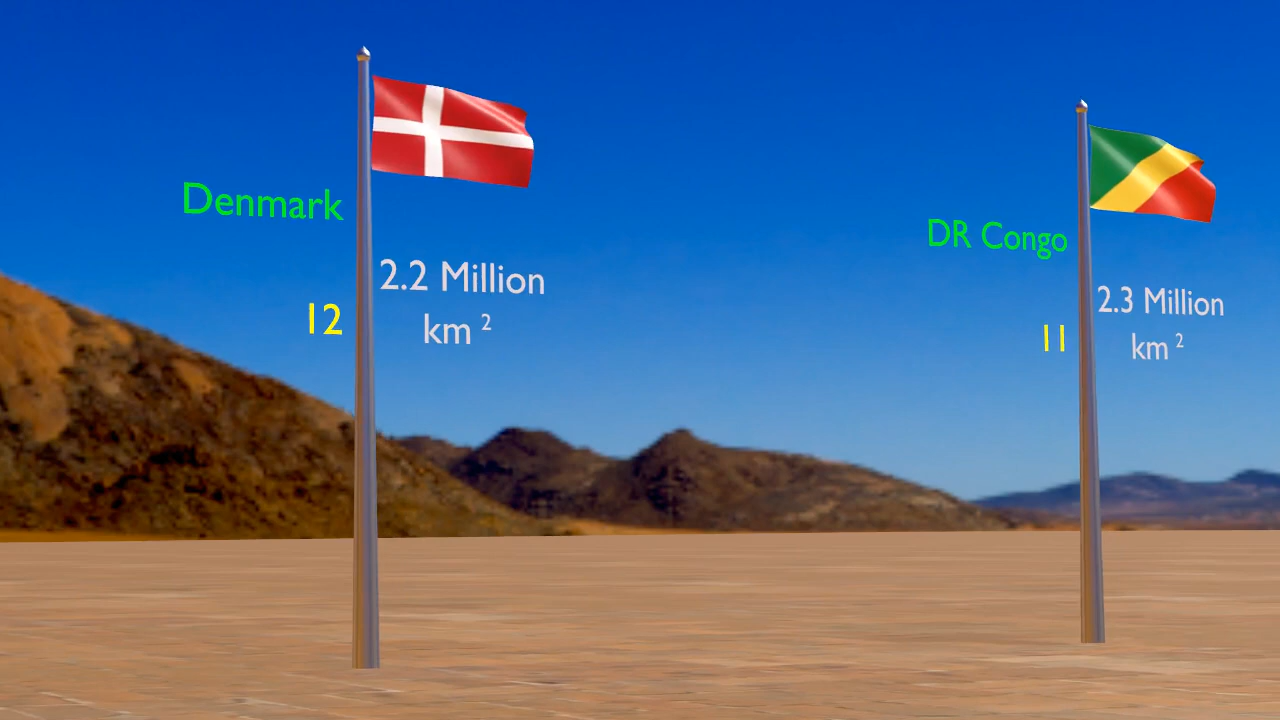 Denmark
2.2 Million
km ²
12
DR Congo
2.3 Million
km ²
11